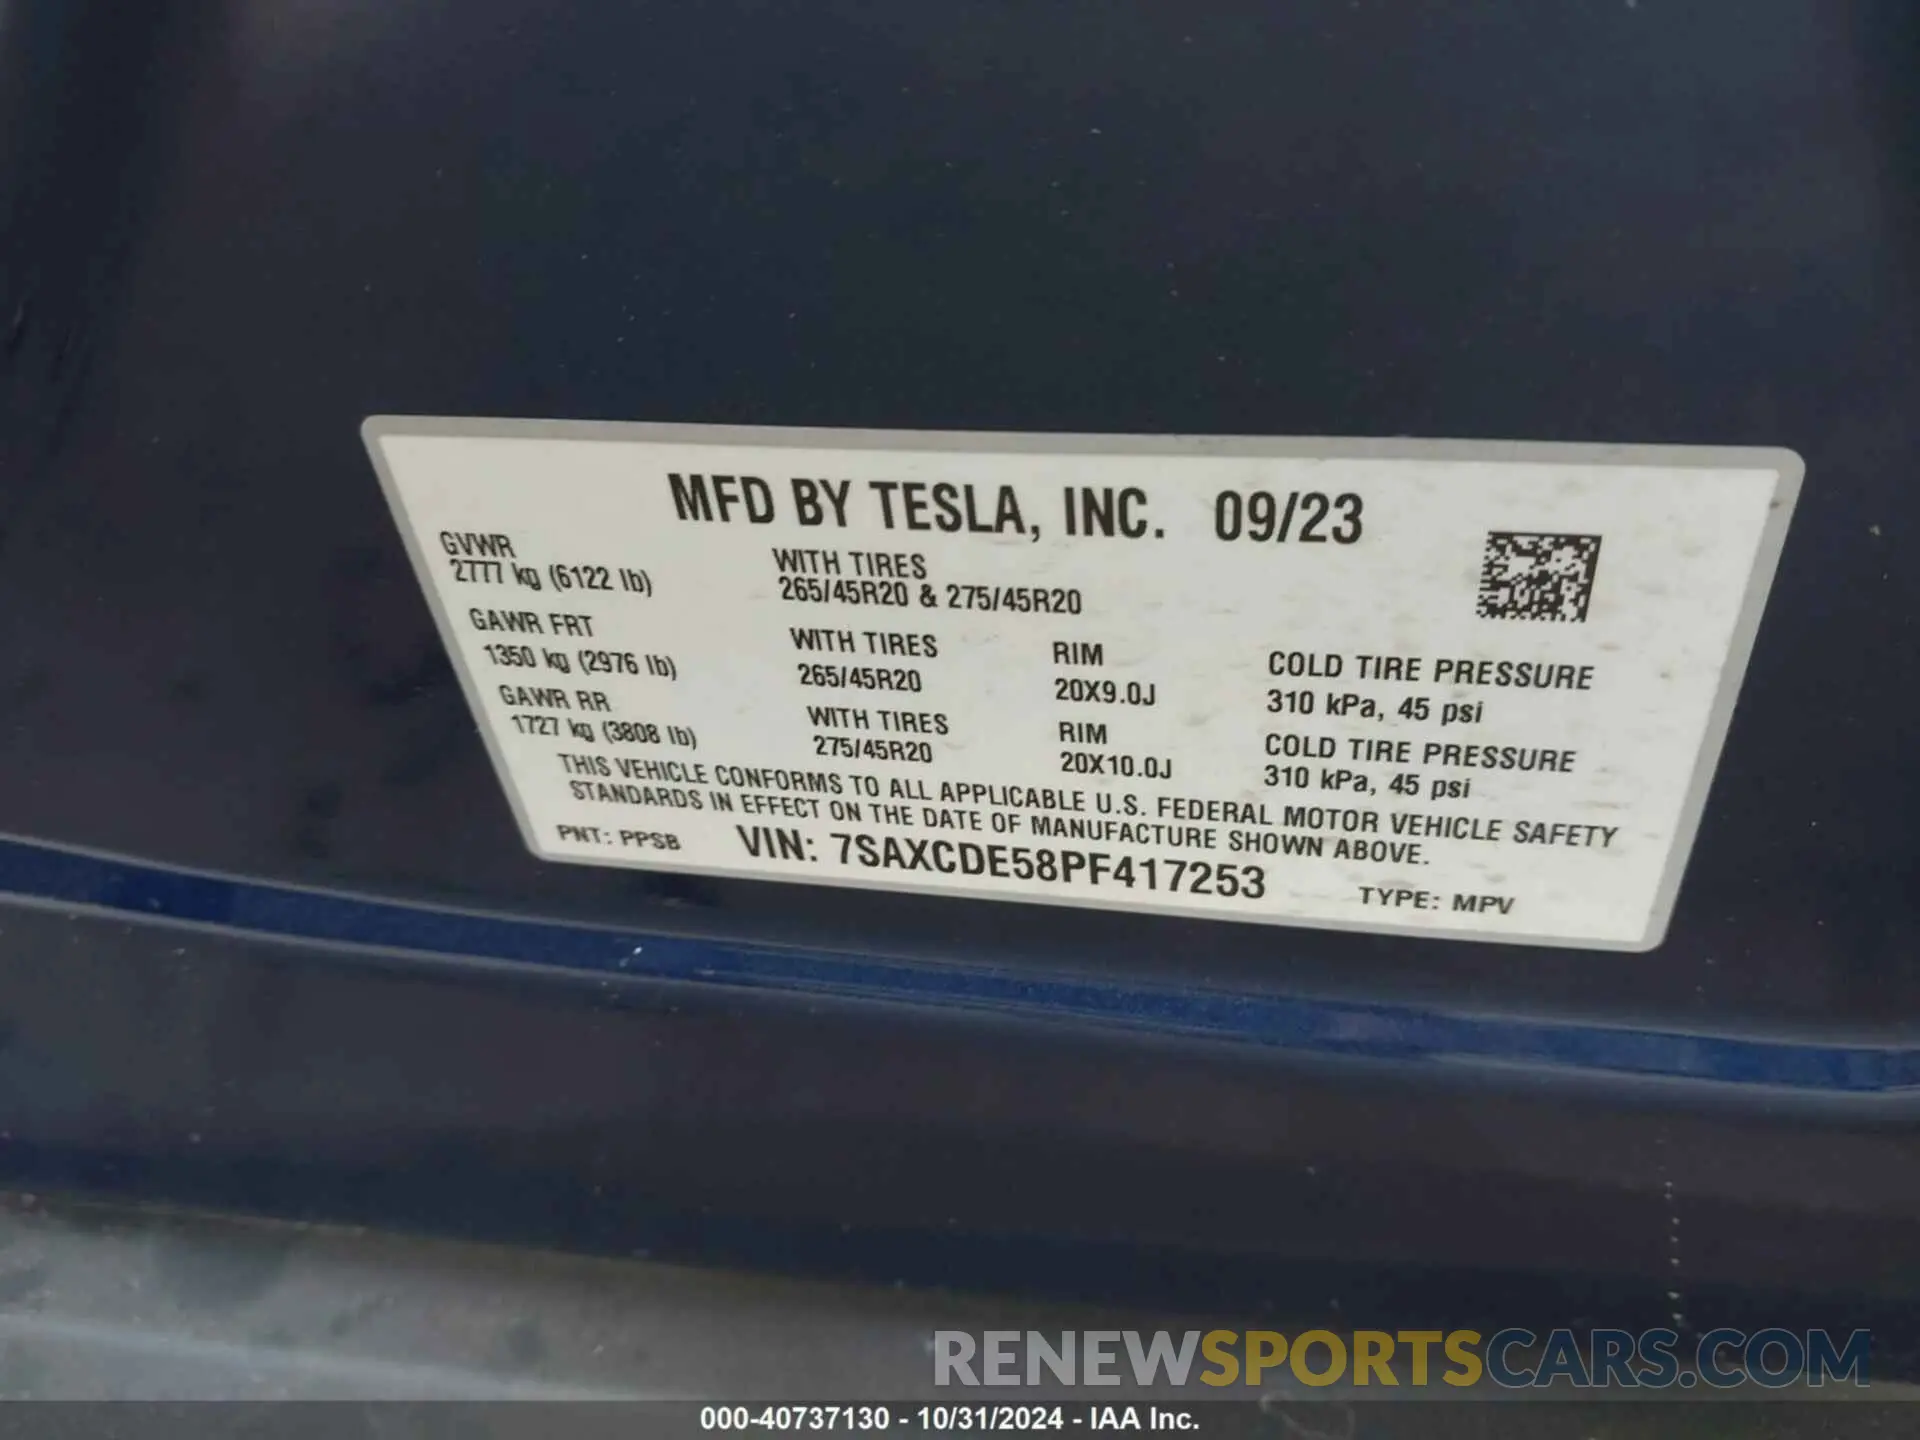 MFD BY TESLA, INC. 09/23
GVWR
2777 kg (6122 lb)
WITH TIRES
265/45R20 & 275/45R20
GAWR FRT
1350 kg (2976 lb)
WITH TIRES
265/45R20
RIM
20X9.0J
COLD TIRE PRESSURE
310 kPa, 45 psi
GAWR RR
1727 kg (3808 lb)
WITH TIRES
275/45R20
RIM
20X10.0J
COLD TIRE PRESSURE
310 kPa, 45 psi
THIS VEHICLE CONFORMS TO ALL APPLICABLE U.S. FEDERAL MOTOR VEHICLE SAFETY
STANDARDS IN EFFECT ON THE DATE OF MANUFACTURE SHOWN ABOVE.
PNT: PPSB VIN: 7SAXCDE58PF417253 TYPE: MPV
RENEWSPORTSCARS.COM
000-40737130 - 10/31/2024 - IAA Inc.